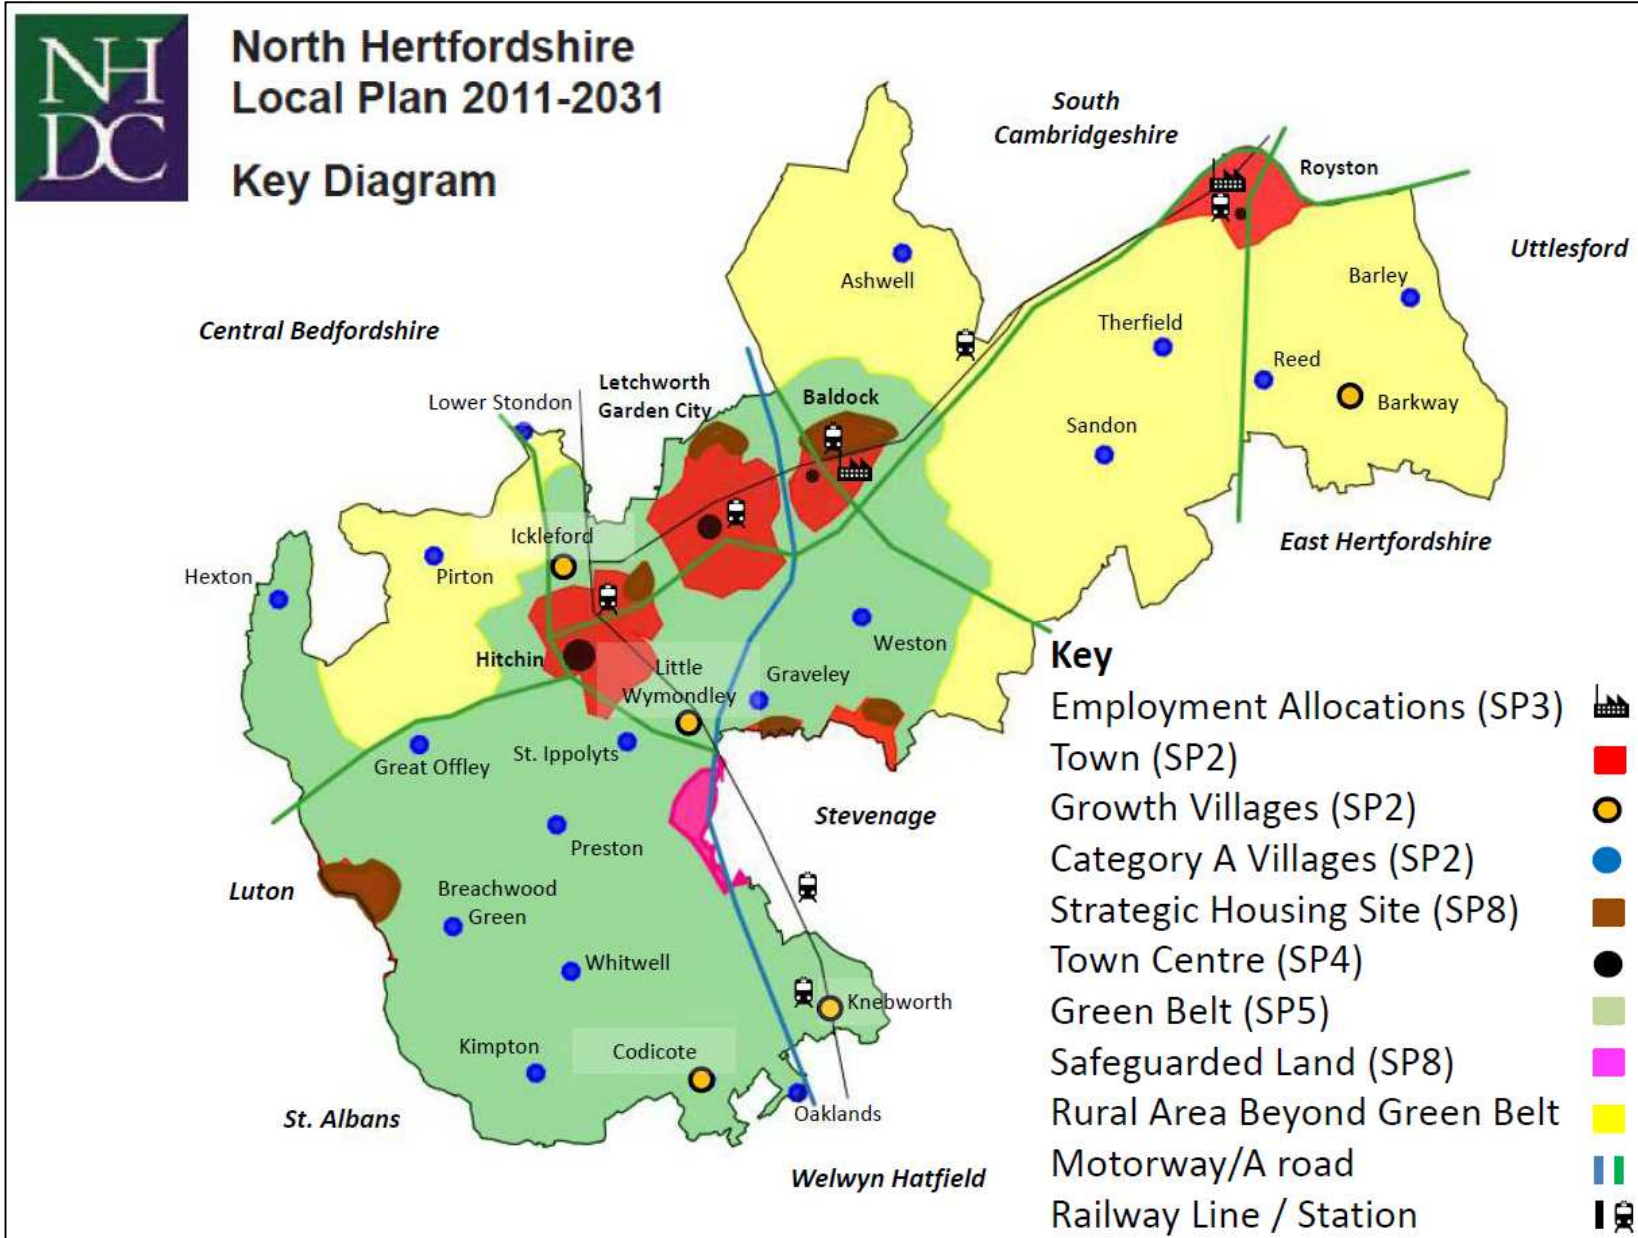 NH
DC
North Hertfordshire
Local Plan 2011-2031
Key Diagram
South
Cambridgeshire
Royston
Uttlesford
Ashwell
Barley
Central Bedfordshire
Therfield
Reed
Letchworth
Garden City
Baldock
Lower Stondon
Barkway
Sandon
Ickleford
East Hertfordshire
Hexton
Pirton
Weston
Hitchin
Little
Wymondley
Graveley
St. Ippolyts
Great Offley
Stevenage
Preston
Luton
Breachwood
Green
Whitwell
Knebworth
Kimpton
Codicote
St. Albans
Oaklands
Welwyn Hatfield
Key
Employment Allocations (SP3)
Town (SP2)
Growth Villages (SP2)
Category A Villages (SP2)
Strategic Housing Site (SP8)
Town Centre (SP4)
Green Belt (SP5)
Safeguarded Land (SP8)
Rural Area Beyond Green Belt
Motorway/A road
Railway Line / Station